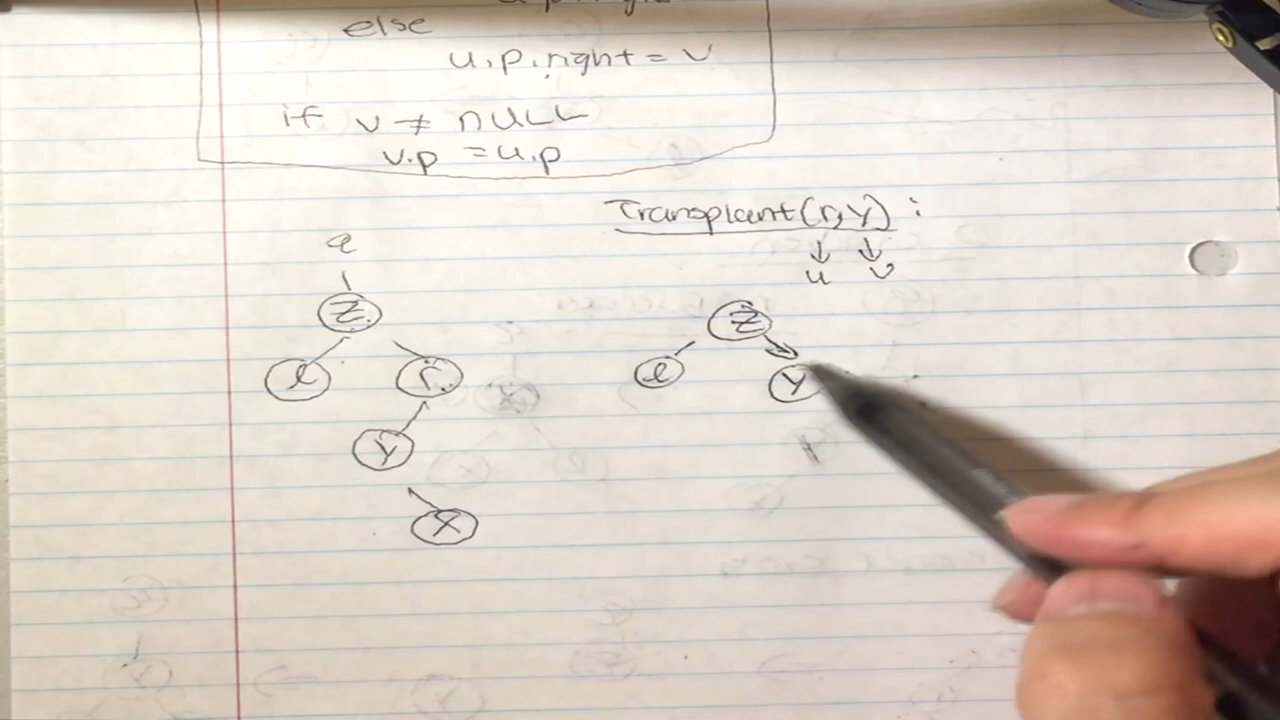 else
u.p.right = v
if v ≠ nULL
v.p = u.p
Transplant(r,y) :
↓ ↓
u v
q
z
l r
y
x
z
l y